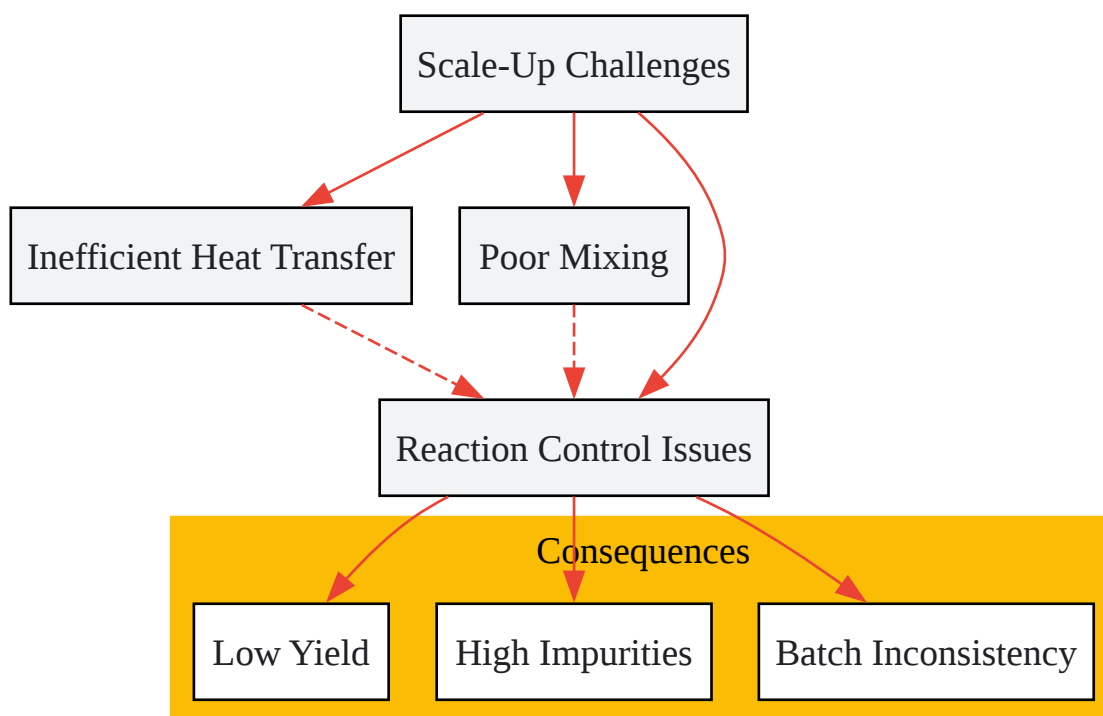 Scale-Up Challenges
Inefficient Heat Transfer
Poor Mixing
Reaction Control Issues
Consequences
Low Yield
High Impurities
Batch Inconsistency